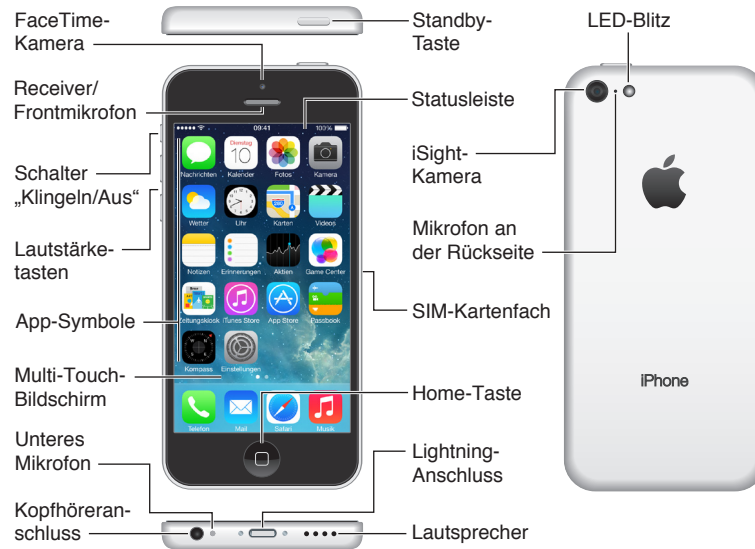 FaceTime-
Kamera
Receiver/
Frontmikrofon
Schalter
„Klingeln/Aus“
Lautstärke-
tasten
App-Symbole
Multi-Touch-
Bildschirm
Unteres
Mikrofon
Kopfhöreran-
schluss
09:41 100%
Dienstag
10
Nachrichten Kalender Fotos Kamera
Wetter Uhr Karten Videos
Notizen Erinnerungen Aktien Game Center
Zeitungskiosk iTunes Store App Store Passbook
Kompass Einstellungen
Telefon Mail Safari Musik
Standby-
Taste
Statusleiste
SIM-Kartenfach
Home-Taste
Lightning-
Anschluss
Lautsprecher
LED-Blitz
iSight-
Kamera
Mikrofon an
der Rückseite
iPhone